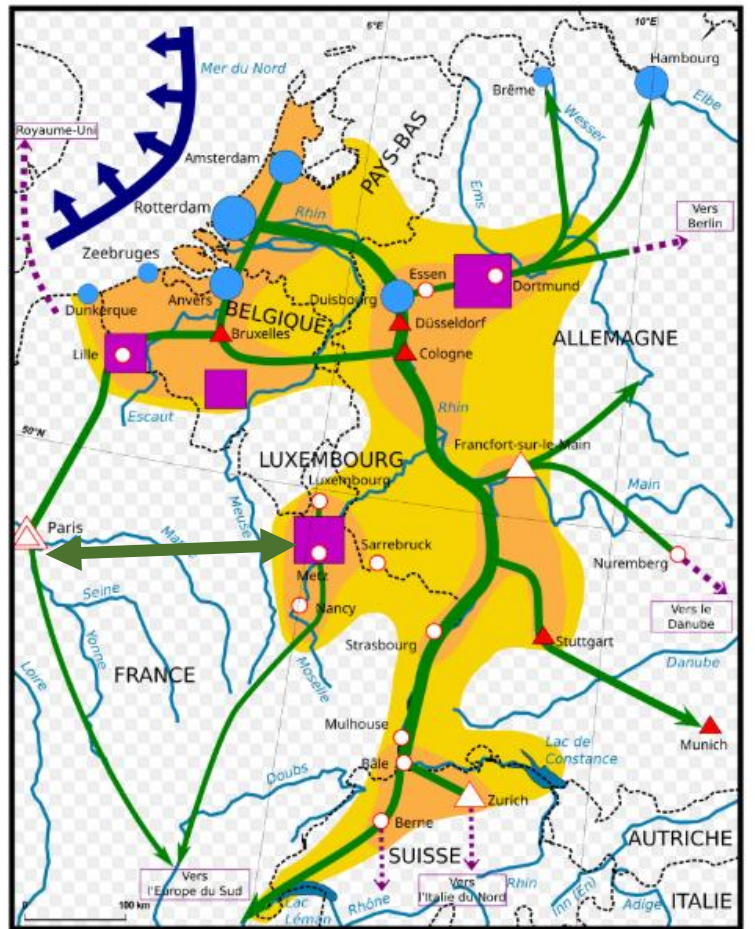 5°E
10°E
Hambourg
Mer du Nord
Brême
Elbe
Wesser
Royaume-Uni
PAYS-BAS
Amsterdam
Ems
Rotterdam
Rhin
Vers
Berlin
Zeebruges
Essen
Dortmund
Dunkerque
Anvers
Duisbourg
BELGIQUE
Düsseldorf
Bruxelles
ALLEMAGNE
Lille
Cologne
Escaut
Rhin
50°N
Francfort-sur-le-Main
LUXEMBOURG
Luxembourg
Main
Meuse
Paris
Marne
Sarrebruck
Metz
Nuremberg
Seine
Nancy
Vers le
Danube
Yonne
Strasbourg
Stuttgart
Loire
FRANCE
Moselle
Danube
Mulhouse
Munich
Lac de
Constance
Bâle
Doubs
Zurich
Berne
AUTRICHE
SUISSE
Vers
l'Europe du Sud
Vers
l'Italie du Nord
Rhin
Inn (En)
Adige
ITALIE
Lac
Léman
Rhône
0
100 km